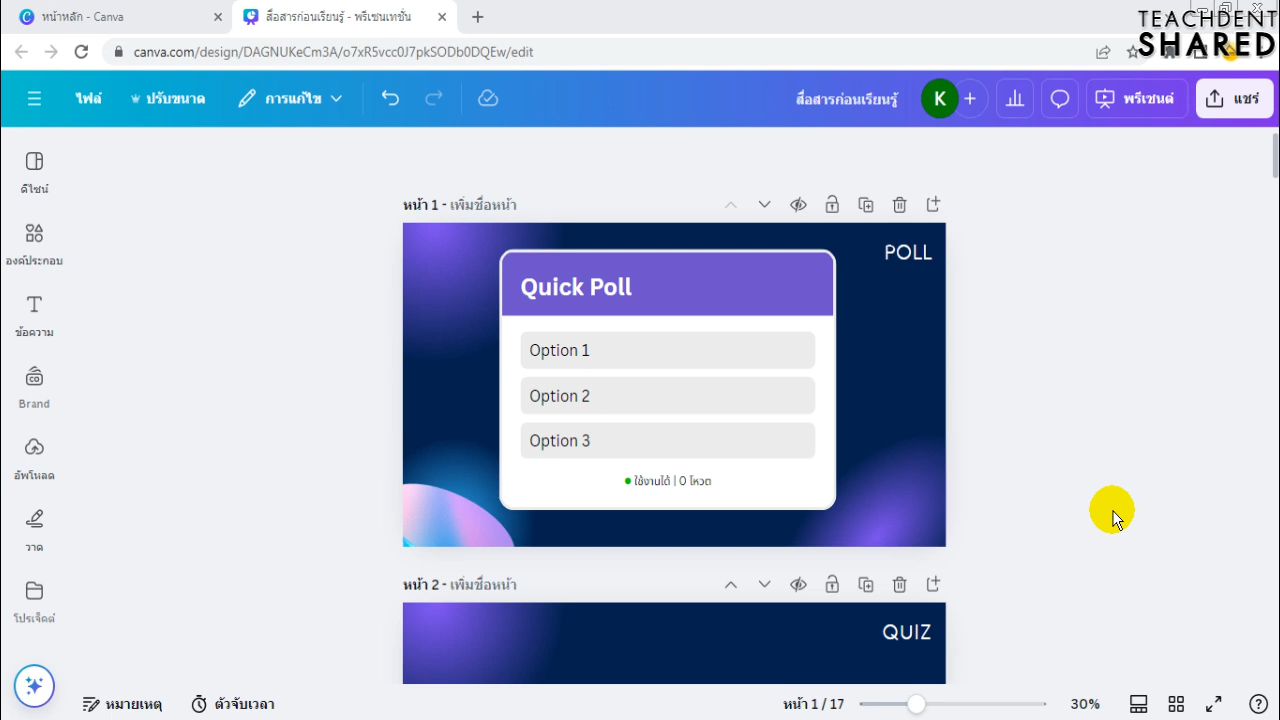 หน้าหลัก - Canva
สื่อสารก่อนเรียนรู้ - พรีเซนเทชั่น
TEACHDENT
SHARED
canva.com/design/DAGNUKeCm3A/o7xR5vcc0J7pkSODb0DQEw/edit
ไฟล์
ปรับขนาด
การแก้ไข
สื่อสารก่อนเรียนรู้
K
พรีเซนต์
แชร์
ดีไซน์
องค์ประกอบ
ข้อความ
Brand
อัพโหลด
วาด
โปรเจ็คต์
หน้า 1 - เพิ่มชื่อหน้า
POLL
Quick Poll
Option 1
Option 2
Option 3
ใช้งานได้ | 0 โหวต
หน้า 2 - เพิ่มชื่อหน้า
QUIZ
หมายเหตุ
ตัวจับเวลา
หน้า 1 / 17
30%